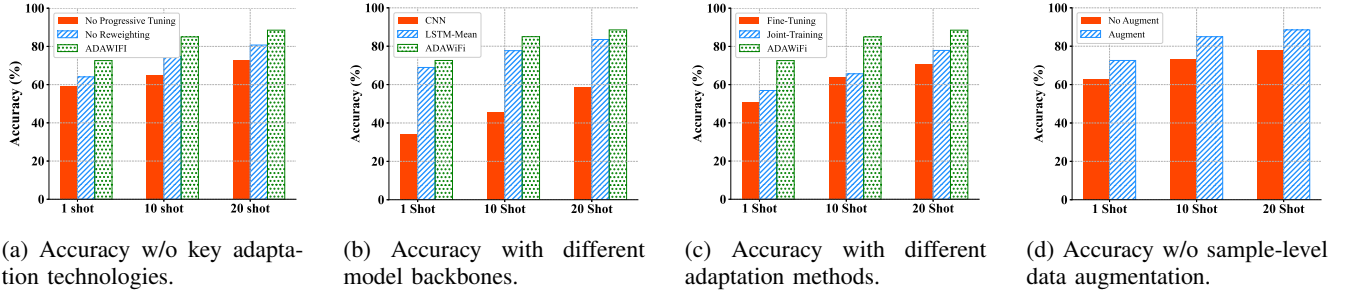 No Progressive Tuning
No Reweighting
ADAWIFI
Accuracy (%)
100
80
60
40
20
0
1 shot
10 shot
20 shot
(a) Accuracy w/o key adapta-
tion technologies.
CNN
LSTM-Mean
ADAWiFi
Accuracy (%)
100
80
60
40
20
0
1 Shot
10 Shot
20 Shot
(b) Accuracy with different
model backbones.
Fine-Tuning
Joint-Training
ADAWiFi
Accuracy (%)
100
80
60
40
20
0
1 Shot
10 Shot
20 Shot
(c) Accuracy with different
adaptation methods.
No Augment
Augment
Accuracy (%)
100
80
60
40
20
0
1 Shot
10 Shot
20 Shot
(d) Accuracy w/o sample-level
data augmentation.